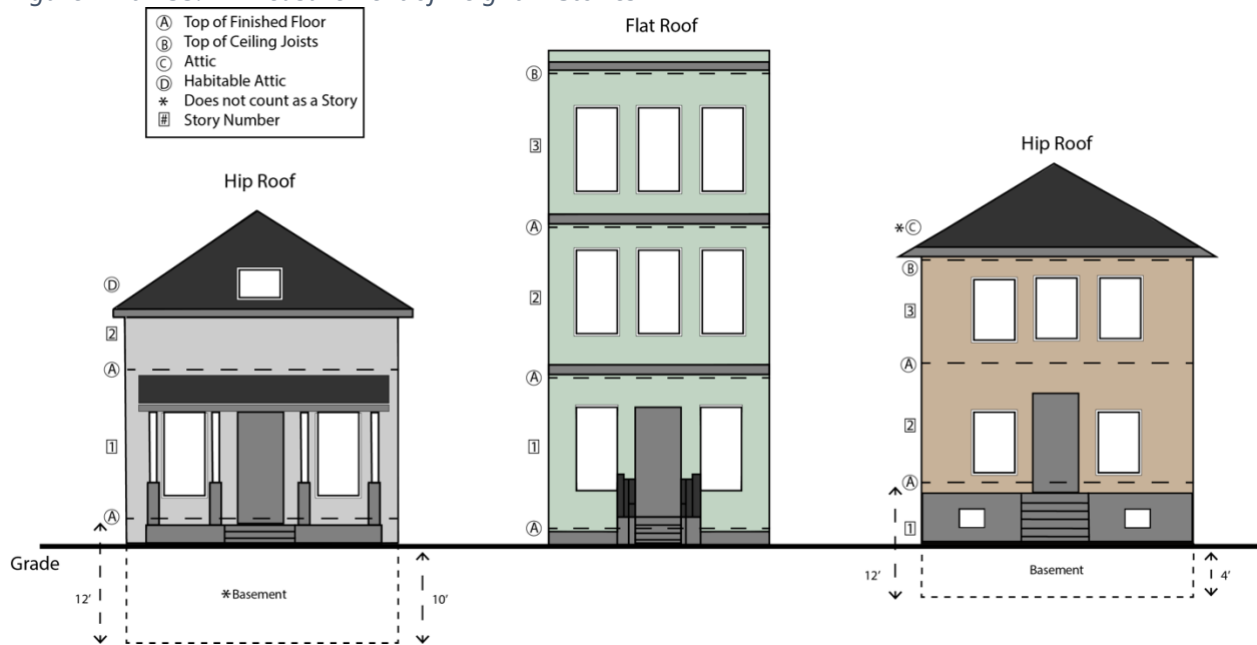 Ⓐ Top of Finished Floor
Ⓑ Top of Ceiling Joists
Ⓒ Attic
Ⓓ Habitable Attic
* Does not count as a Story
# Story Number
Hip Roof
Ⓓ
2
Ⓐ
1
Ⓐ
12'
*Basement
10'
Grade
Flat Roof
Ⓑ
3
Ⓐ
2
Ⓐ
1
Ⓐ
Hip Roof
*Ⓒ
Ⓑ
3
Ⓐ
2
Ⓐ
1
12'
Basement
4'